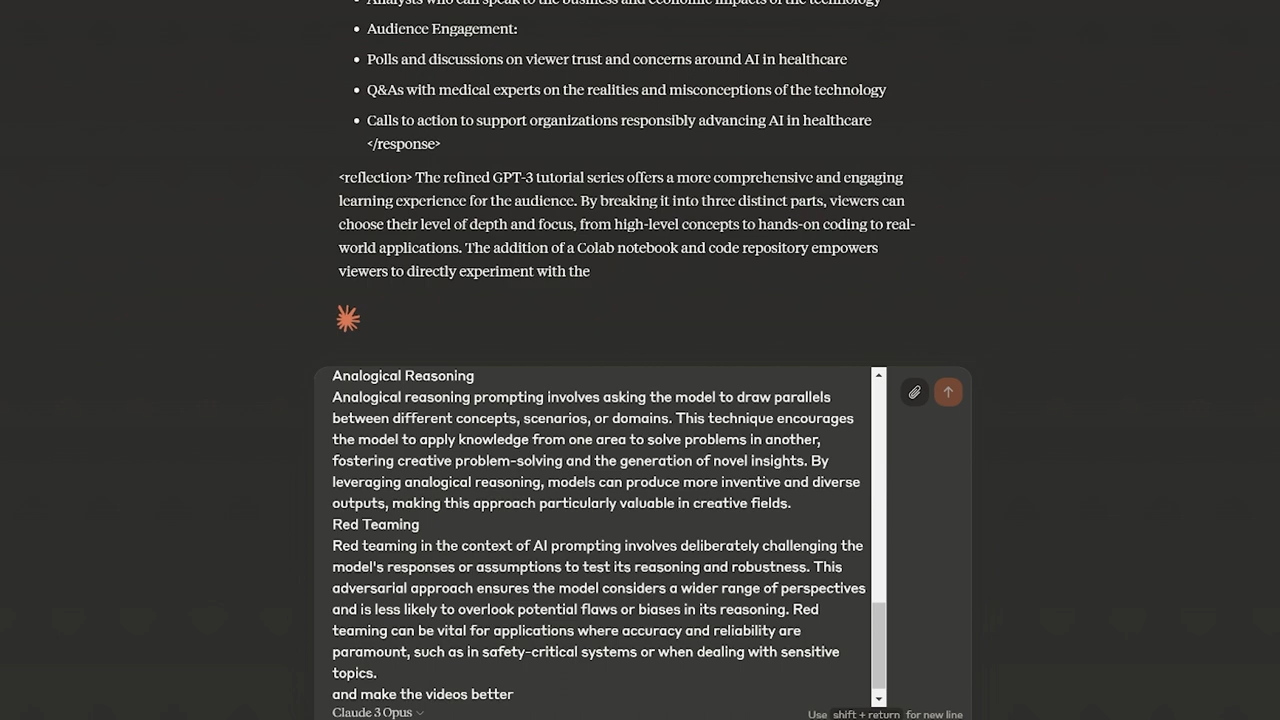 Analysts who can speak to the business and economic impacts of the technology
• Audience Engagement:
• Polls and discussions on viewer trust and concerns around AI in healthcare
• Q&As with medical experts on the realities and misconceptions of the technology
• Calls to action to support organizations responsibly advancing AI in healthcare
</response>
<reflection> The refined GPT-3 tutorial series offers a more comprehensive and engaging
learning experience for the audience. By breaking it into three distinct parts, viewers can
choose their level of depth and focus, from high-level concepts to hands-on coding to real-
world applications. The addition of a Colab notebook and code repository empowers
viewers to directly experiment with the
Analogical Reasoning
Analogical reasoning prompting involves asking the model to draw parallels
between different concepts, scenarios, or domains. This technique encourages
the model to apply knowledge from one area to solve problems in another,
fostering creative problem-solving and the generation of novel insights. By
leveraging analogical reasoning, models can produce more inventive and diverse
outputs, making this approach particularly valuable in creative fields.
Red Teaming
Red teaming in the context of AI prompting involves deliberately challenging the
model's responses or assumptions to test its reasoning and robustness. This
adversarial approach ensures the model considers a wider range of perspectives
and is less likely to overlook potential flaws or biases in its reasoning. Red
teaming can be vital for applications where accuracy and reliability are
paramount, such as in safety-critical systems or when dealing with sensitive
topics.
and make the videos better
Claude 3 Opus
Use shift + return for new line